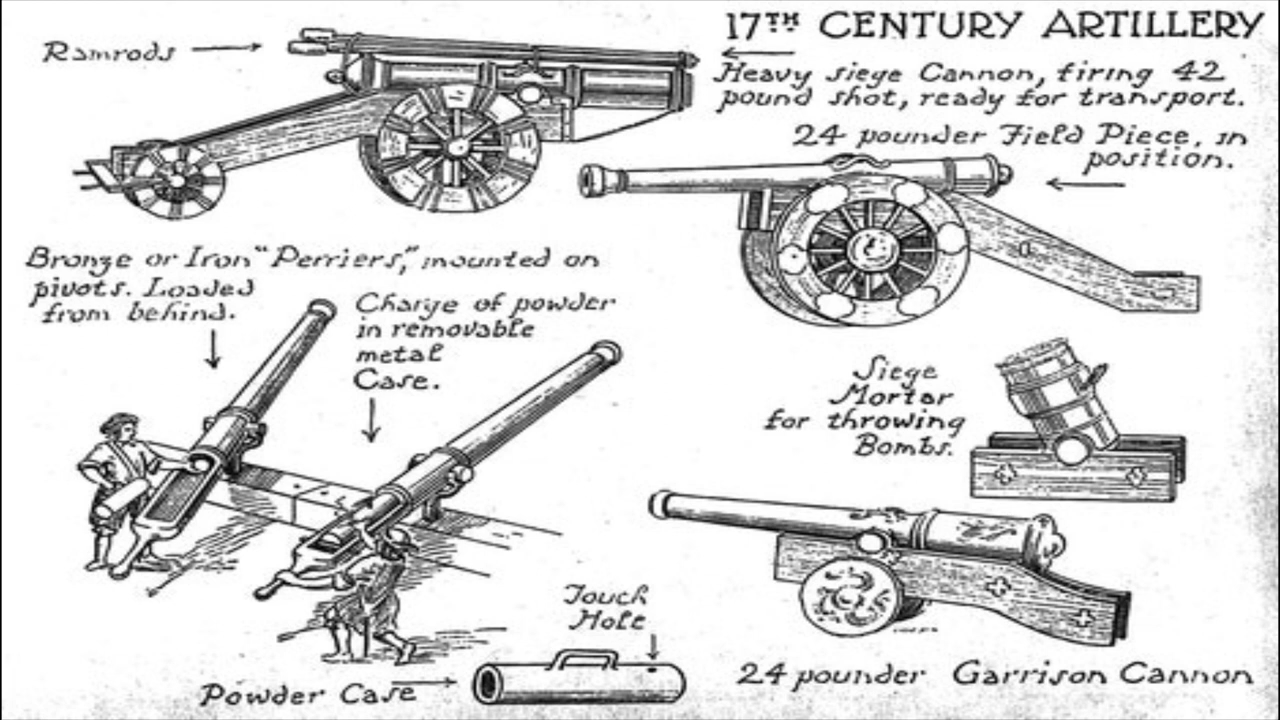 17TH CENTURY ARTILLERY
Ramrods
Heavy siege Cannon, firing 42
pound shot, ready for transport.
24 pounder Field Piece, in
position.
Bronze or Iron "Perriers," mounted on
pivots. Loaded
from behind.
Charge of powder
in removable
metal
Case.
Siege
Mortar
for throwing
Bombs.
Touch
Hole
Powder Case
24 pounder Garrison Cannon